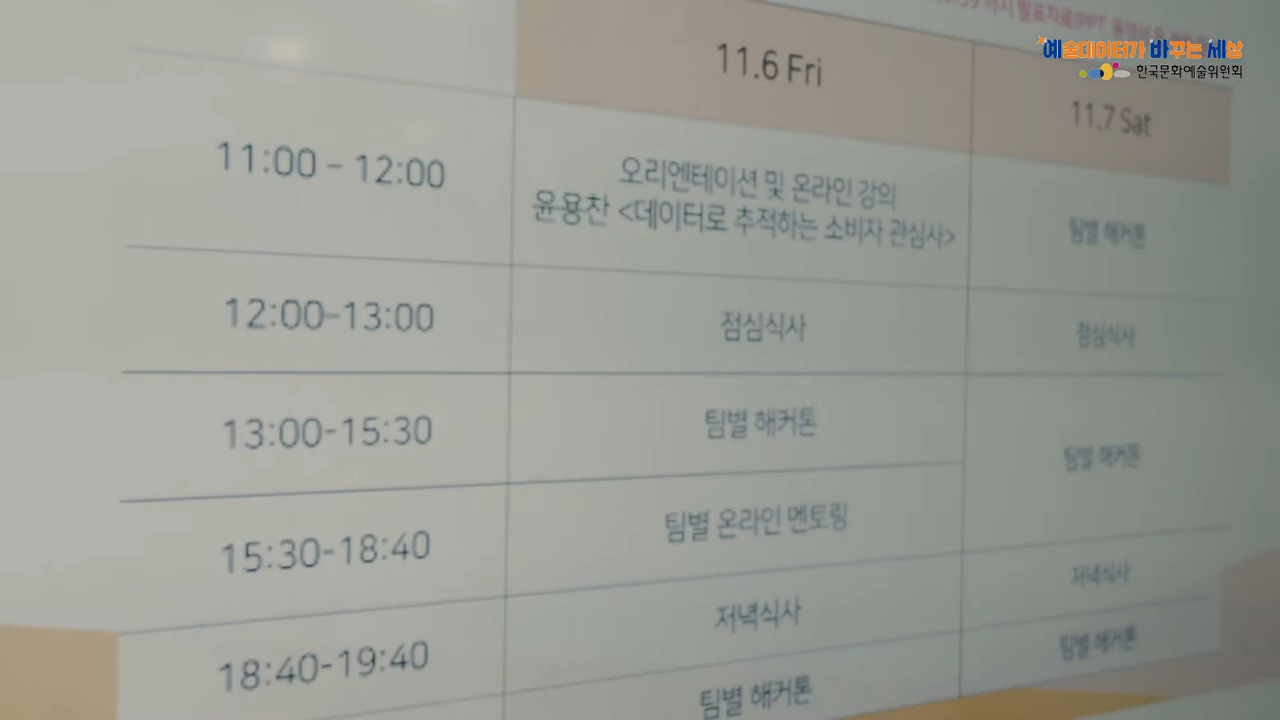 예술데이터가 바꾸는 세상
한국문화예술위원회
11.6 Fri
11.7 Sat
11:00 – 12:00
오리엔테이션 및 온라인 강의
윤용찬 <데이터로 추적하는 소비자 관심사>
팀별 해커톤
12:00-13:00
점심식사
점심식사
13:00-15:30
팀별 해커톤
팀별 해커톤
15:30-18:40
팀별 온라인 멘토링
18:40-19:40
저녁식사
저녁식사
팀별 해커톤
팀별 해커톤